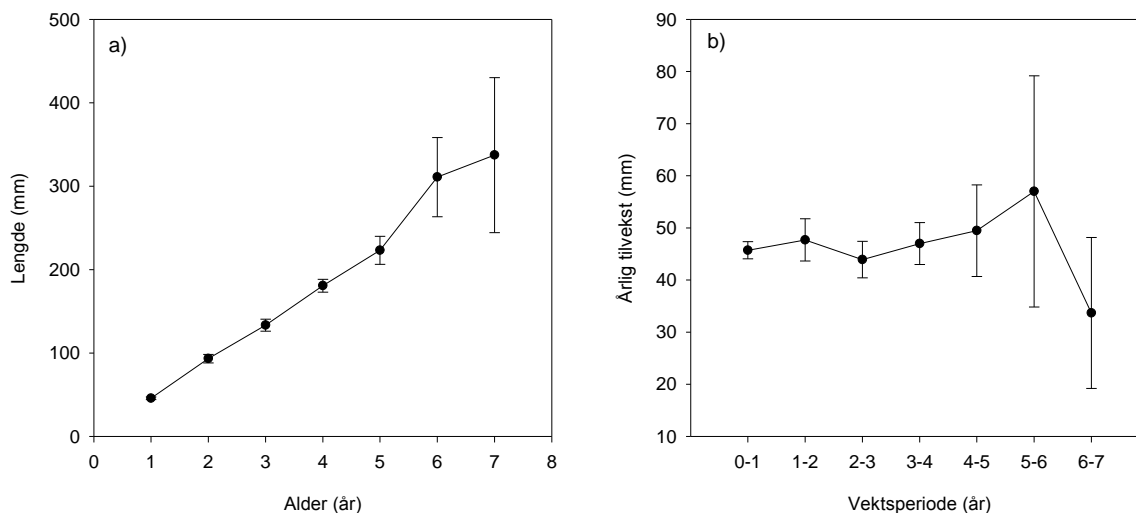 a)
Lengde (mm)
500
400
300
200
100
0
0 1 2 3 4 5 6 7 8
Alder (år)
b)
Årlig tilvekst (mm)
90
80
70
60
50
40
30
20
10
0-1 1-2 2-3 3-4 4-5 5-6 6-7
Vektsperiode (år)